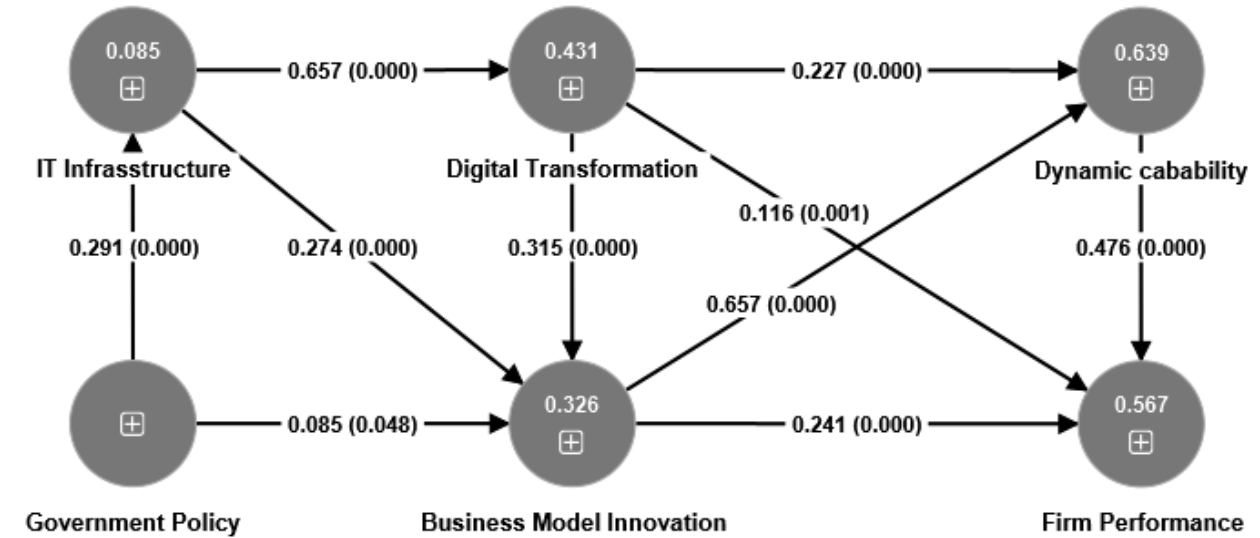 0.085
0.431
0.639
0.657 (0.000)
0.227 (0.000)
IT Infrasstructure
Digital Transformation
Dynamic cabability
0.116 (0.001)
0.291 (0.000)
0.274 (0.000)
0.315 (0.000)
0.476 (0.000)
0.657 (0.000)
0.326
0.567
0.085 (0.048)
0.241 (0.000)
Government Policy
Business Model Innovation
Firm Performance